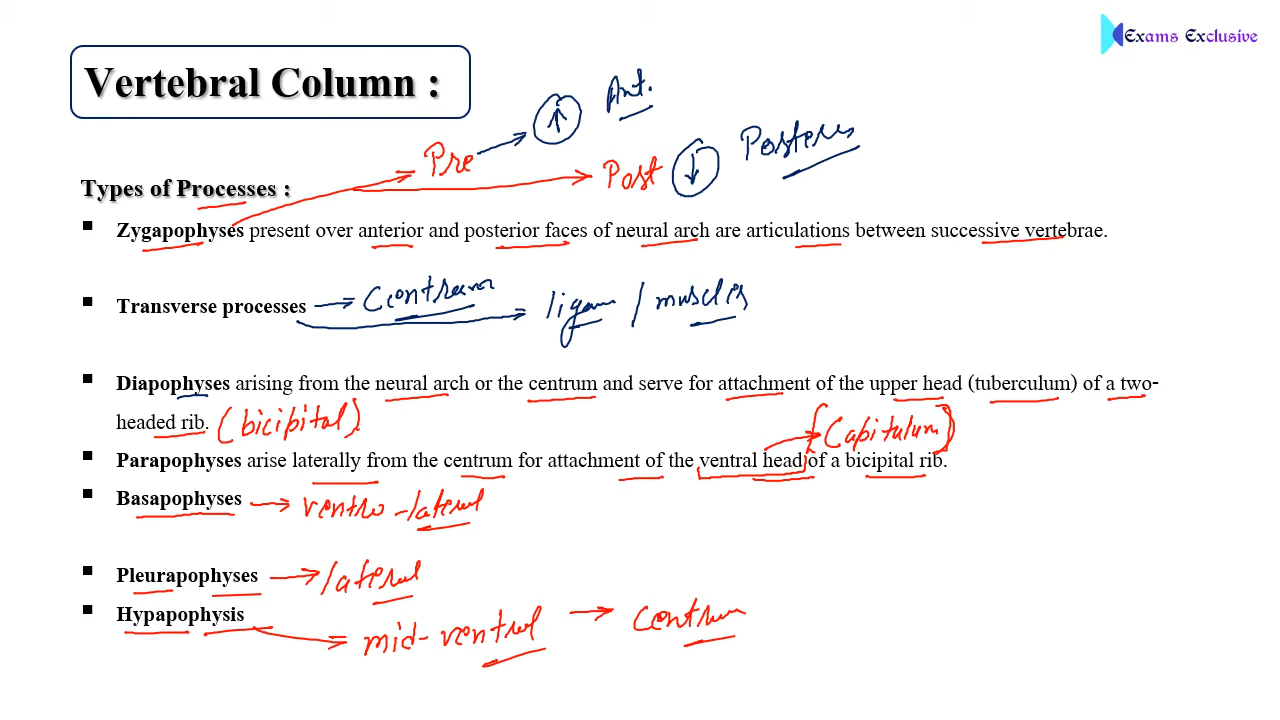 Exams Exclusive
Vertebral Column :
Ant.
Pre
Post
Types of Processes :
Zygapophyses present over anterior and posterior faces of neural arch are articulations between successive vertebrae.
Transverse processes
/ muscles
Diapophyses arising from the neural arch or the centrum and serve for attachment of the upper head (tuberculum) of a two-
headed rib. (bicipital)
(Capitulum)
Parapophyses arise laterally from the centrum for attachment of the ventral head of a bicipital rib.
Basapophyses ventro-lateral
Pleurapophyses lateral
Hypapophysis
mid-ventral centrum